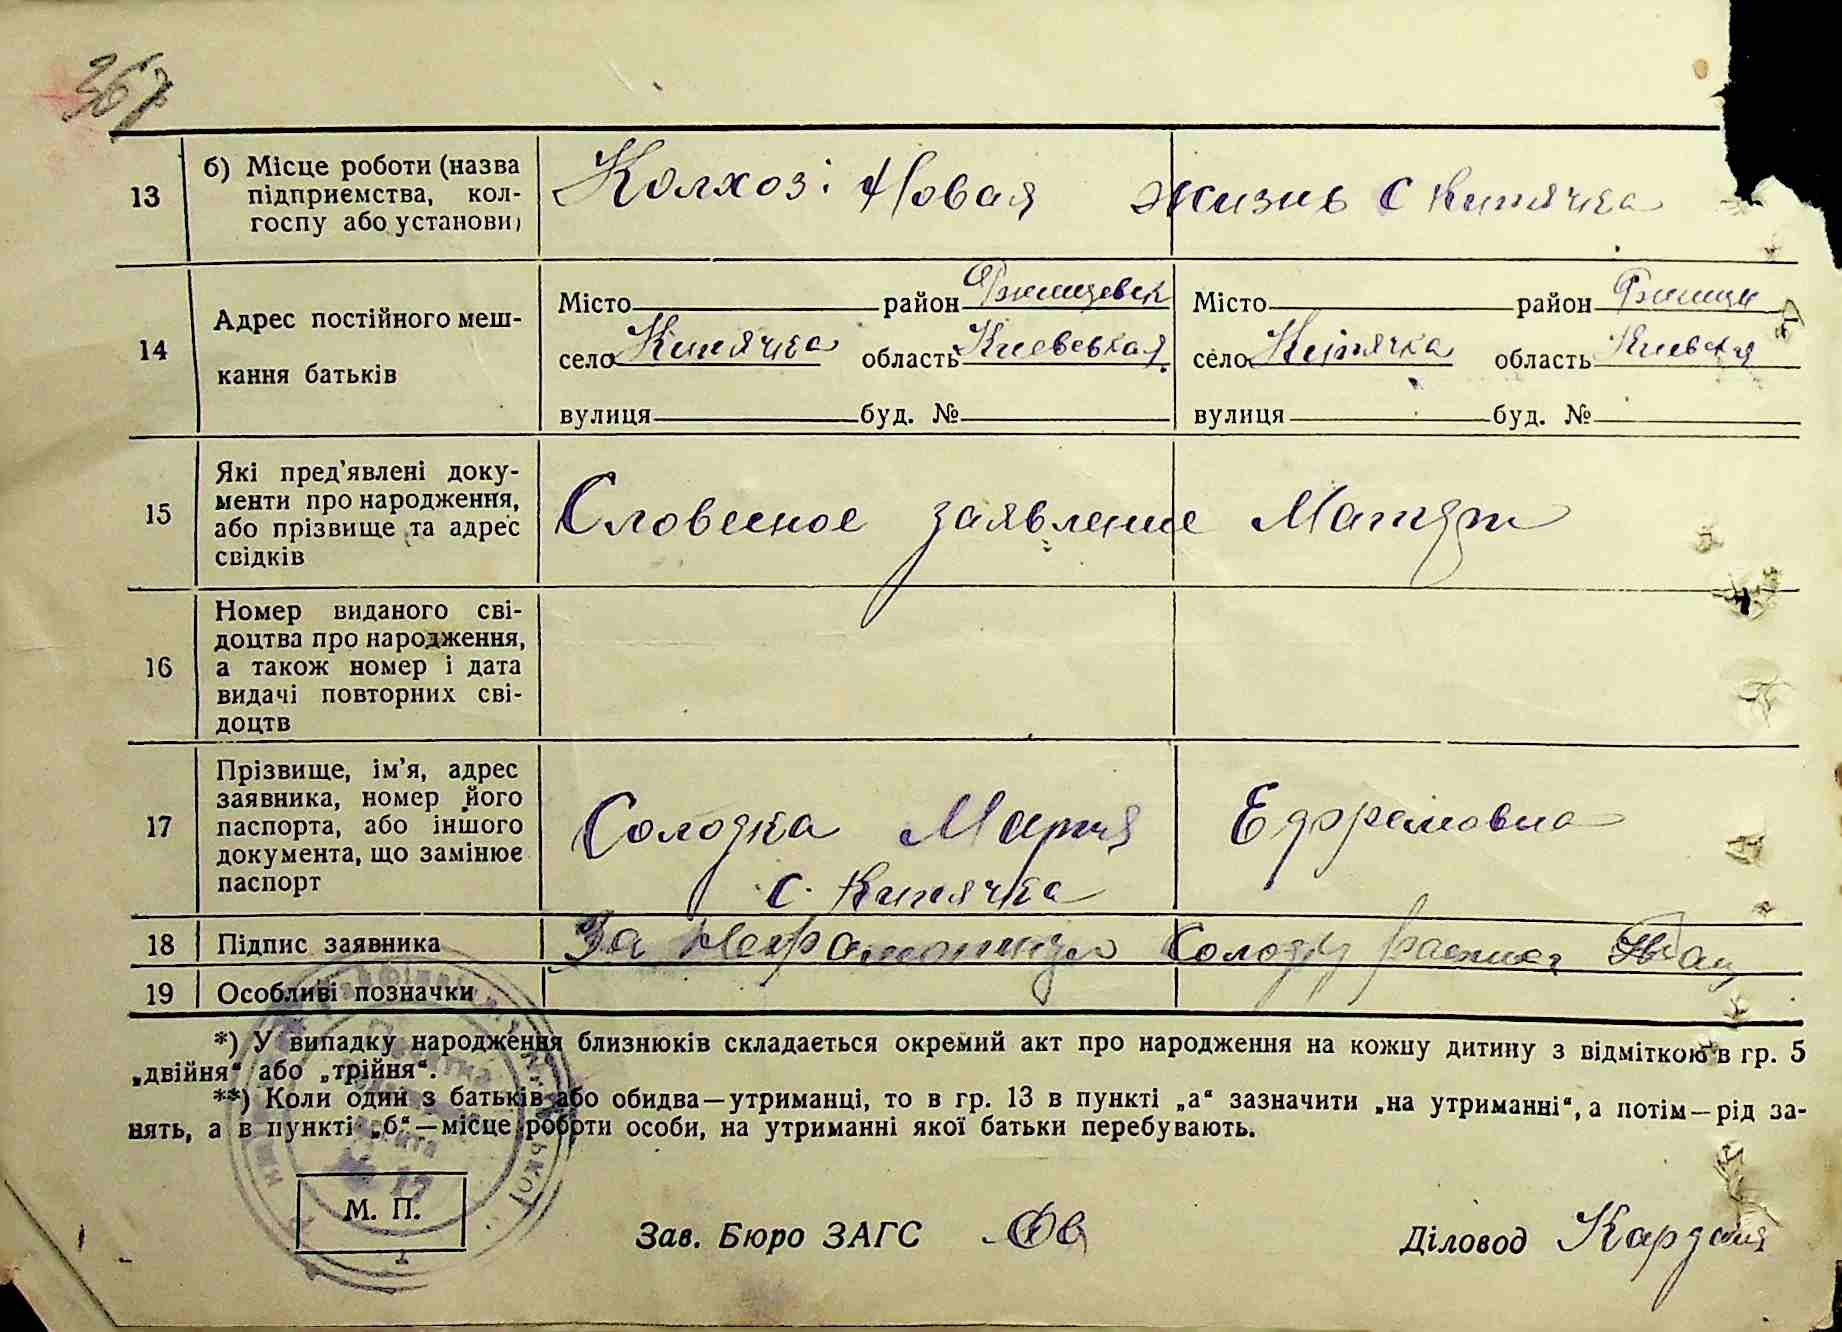 367
13 б) Місце роботи (назва
підприємства, кол-
госпу або установи)
Колхозі Новая жизнь с Кипячка
14 Адрес постійного меш-
кання батьків
Місто район Ржищевск Місто район Ржищи
село Кипячка область Киевская село Кипячка область Киевская
вулиця буд. № вулиця буд. №
15 Які пред'явлені доку-
менти про народження,
або прізвище та адрес
свідків
Словесное заявление Матери
16 Номер виданого сві-
доцтва про народження,
а також номер і дата
видачі повторних сві-
доцтв
17 Прізвище, ім'я, адрес
заявника, номер його
паспорта, або іншого
документа, що замінює
паспорт
Солодка Мария Ефремовна
с. Кипячка
18 Підпис заявника За неграмотную Солодку
19 Особливі позначки
*) У випадку народження близнюків складається окремий акт про народження на кожну дитину з відміткою в гр. 5
„двійня“ або „трійня“.
**) Коли один з батьків або обидва—утриманці, то в гр. 13 в пункті „а“ зазначити „на утриманні“, а потім—рід за-
нять, а в пункті „б“—місце роботи особи, на утриманні якої батьки перебувають.
М. П.
Зав. Бюро ЗАГС Діловод